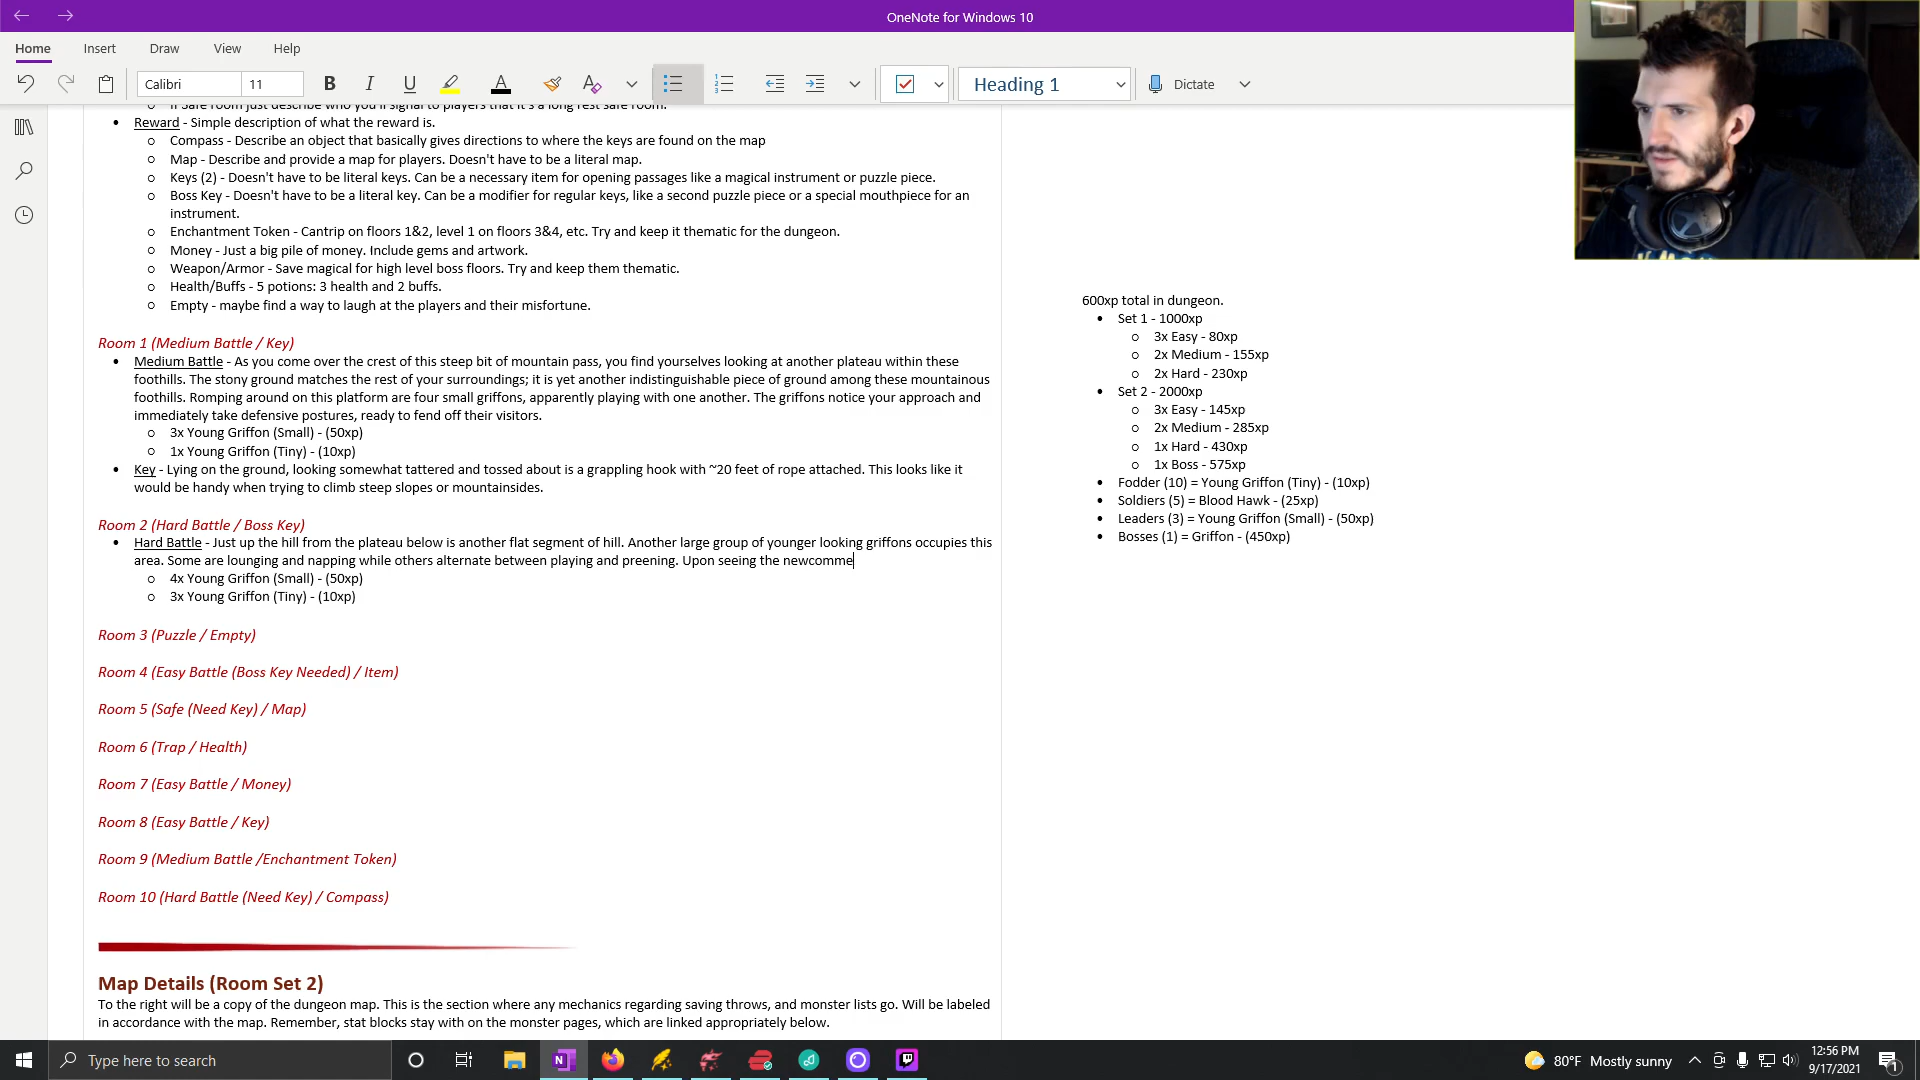 OneNote for Windows 10
Home Insert Draw View Help
Calibri 11 B I U A A Heading 1 Dictate
If Safe room just describe who you'll signal to players that it's a long rest safe room.
Reward - Simple description of what the reward is.
Compass - Describe an object that basically gives directions to where the keys are found on the map
Map - Describe and provide a map for players. Doesn't have to be a literal map.
Keys (2) - Doesn't have to be literal keys. Can be a necessary item for opening passages like a magical instrument or puzzle piece.
Boss Key - Doesn't have to be a literal key. Can be a modifier for regular keys, like a second puzzle piece or a special mouthpiece for an
instrument.
Enchantment Token - Cantrip on floors 1&2, level 1 on floors 3&4, etc. Try and keep it thematic for the dungeon.
Money - Just a big pile of money. Include gems and artwork.
Weapon/Armor - Save magical for high level boss floors. Try and keep them thematic.
Health/Buffs - 5 potions: 3 health and 2 buffs.
Empty - maybe find a way to laugh at the players and their misfortune.
Room 1 (Medium Battle / Key)
Medium Battle - As you come over the crest of this steep bit of mountain pass, you find yourselves looking at another plateau within these
foothills. The stony ground matches the rest of your surroundings; it is yet another indistinguishable piece of ground among these mountainous
foothills. Romping around on this platform are four small griffons, apparently playing with one another. The griffons notice your approach and
immediately take defensive postures, ready to fend off their visitors.
3x Young Griffon (Small) - (50xp)
1x Young Griffon (Tiny) - (10xp)
Key - Lying on the ground, looking somewhat tattered and tossed about is a grappling hook with ~20 feet of rope attached. This looks like it
would be handy when trying to climb steep slopes or mountainsides.
Room 2 (Hard Battle / Boss Key)
Hard Battle - Just up the hill from the plateau below is another flat segment of hill. Another large group of younger looking griffons occupies this
area. Some are lounging and napping while others alternate between playing and preening. Upon seeing the newcomme
4x Young Griffon (Small) - (50xp)
3x Young Griffon (Tiny) - (10xp)
Room 3 (Puzzle / Empty)
Room 4 (Easy Battle (Boss Key Needed) / Item)
Room 5 (Safe (Need Key) / Map)
Room 6 (Trap / Health)
Room 7 (Easy Battle / Money)
Room 8 (Easy Battle / Key)
Room 9 (Medium Battle /Enchantment Token)
Room 10 (Hard Battle (Need Key) / Compass)
Map Details (Room Set 2)
To the right will be a copy of the dungeon map. This is the section where any mechanics regarding saving throws, and monster lists go. Will be labeled
in accordance with the map. Remember, stat blocks stay with on the monster pages, which are linked appropriately below.
600xp total in dungeon.
Set 1 - 1000xp
3x Easy - 80xp
2x Medium - 155xp
2x Hard - 230xp
Set 2 - 2000xp
3x Easy - 145xp
2x Medium - 285xp
1x Hard - 430xp
1x Boss - 575xp
Fodder (10) = Young Griffon (Tiny) - (10xp)
Soldiers (5) = Blood Hawk - (25xp)
Leaders (3) = Young Griffon (Small) - (50xp)
Bosses (1) = Griffon - (450xp)
Type here to search
80°F Mostly sunny
12:56 PM
9/17/2021
1